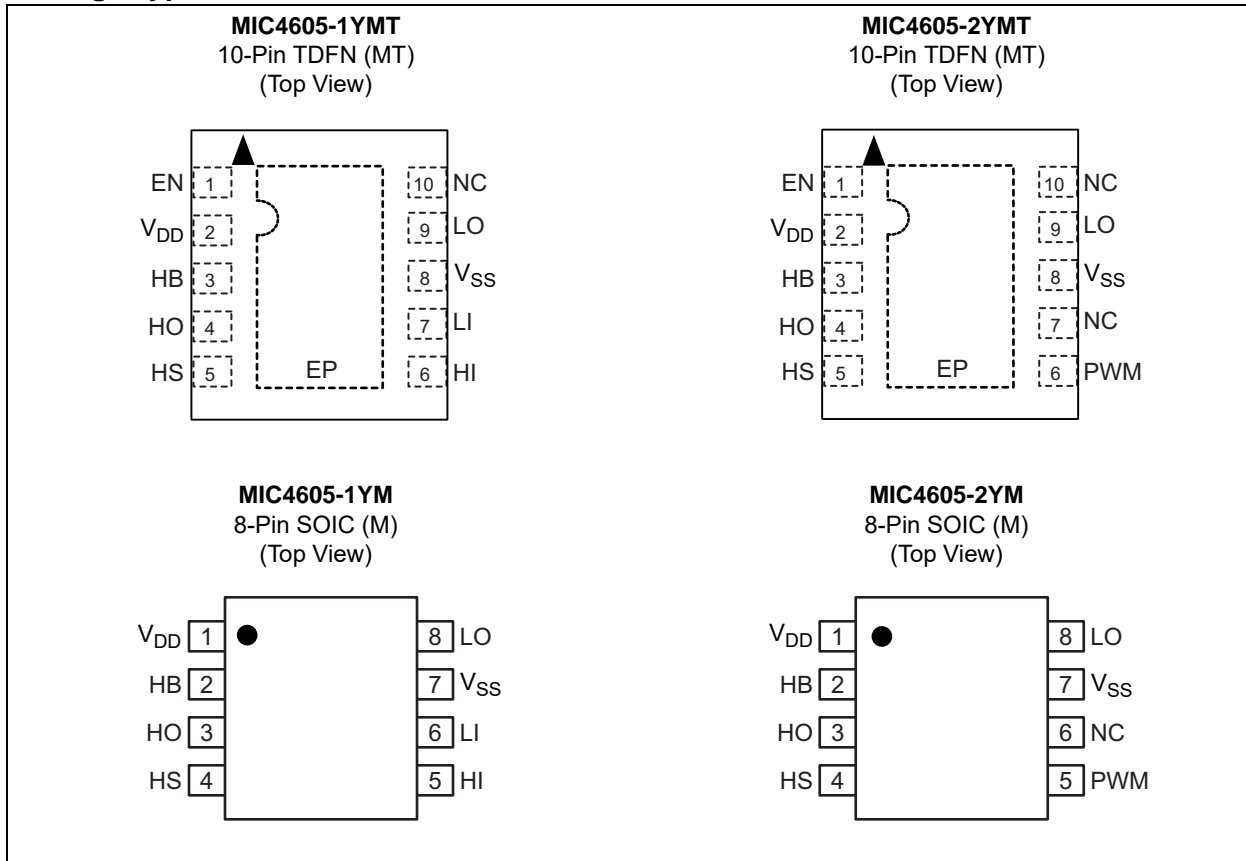 MIC4605-1YMT
10-Pin TDFN (MT)
(Top View)
EN 1
VDD 2
HB 3
HO 4
HS 5
10 NC
9 LO
8 VSS
7 LI
6 HI
EP
MIC4605-2YMT
10-Pin TDFN (MT)
(Top View)
EN 1
VDD 2
HB 3
HO 4
HS 5
10 NC
9 LO
8 VSS
7 NC
6 PWM
EP
MIC4605-1YM
8-Pin SOIC (M)
(Top View)
VDD 1
HB 2
HO 3
HS 4
8 LO
7 VSS
6 LI
5 HI
MIC4605-2YM
8-Pin SOIC (M)
(Top View)
VDD 1
HB 2
HO 3
HS 4
8 LO
7 VSS
6 NC
5 PWM